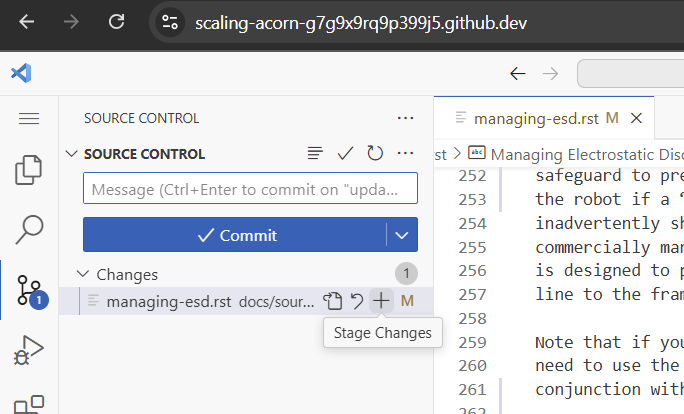 scaling-acorn-g7g9x9rq9p399j5.github.dev
SOURCE CONTROL
SOURCE CONTROL
Message (Ctrl+Enter to commit on "upda...
Commit
Changes 1
managing-esd.rst docs/sour... M
Stage Changes
1
managing-esd.rst M
rst > Managing Electrostatic Disc
252 safeguard to pre
253 the robot if a “
254 inadvertently sh
255 commercially man
256 is designed to p
257 line to the fram
258
259 Note that if you
260 need to use the
261 conjunction with
262